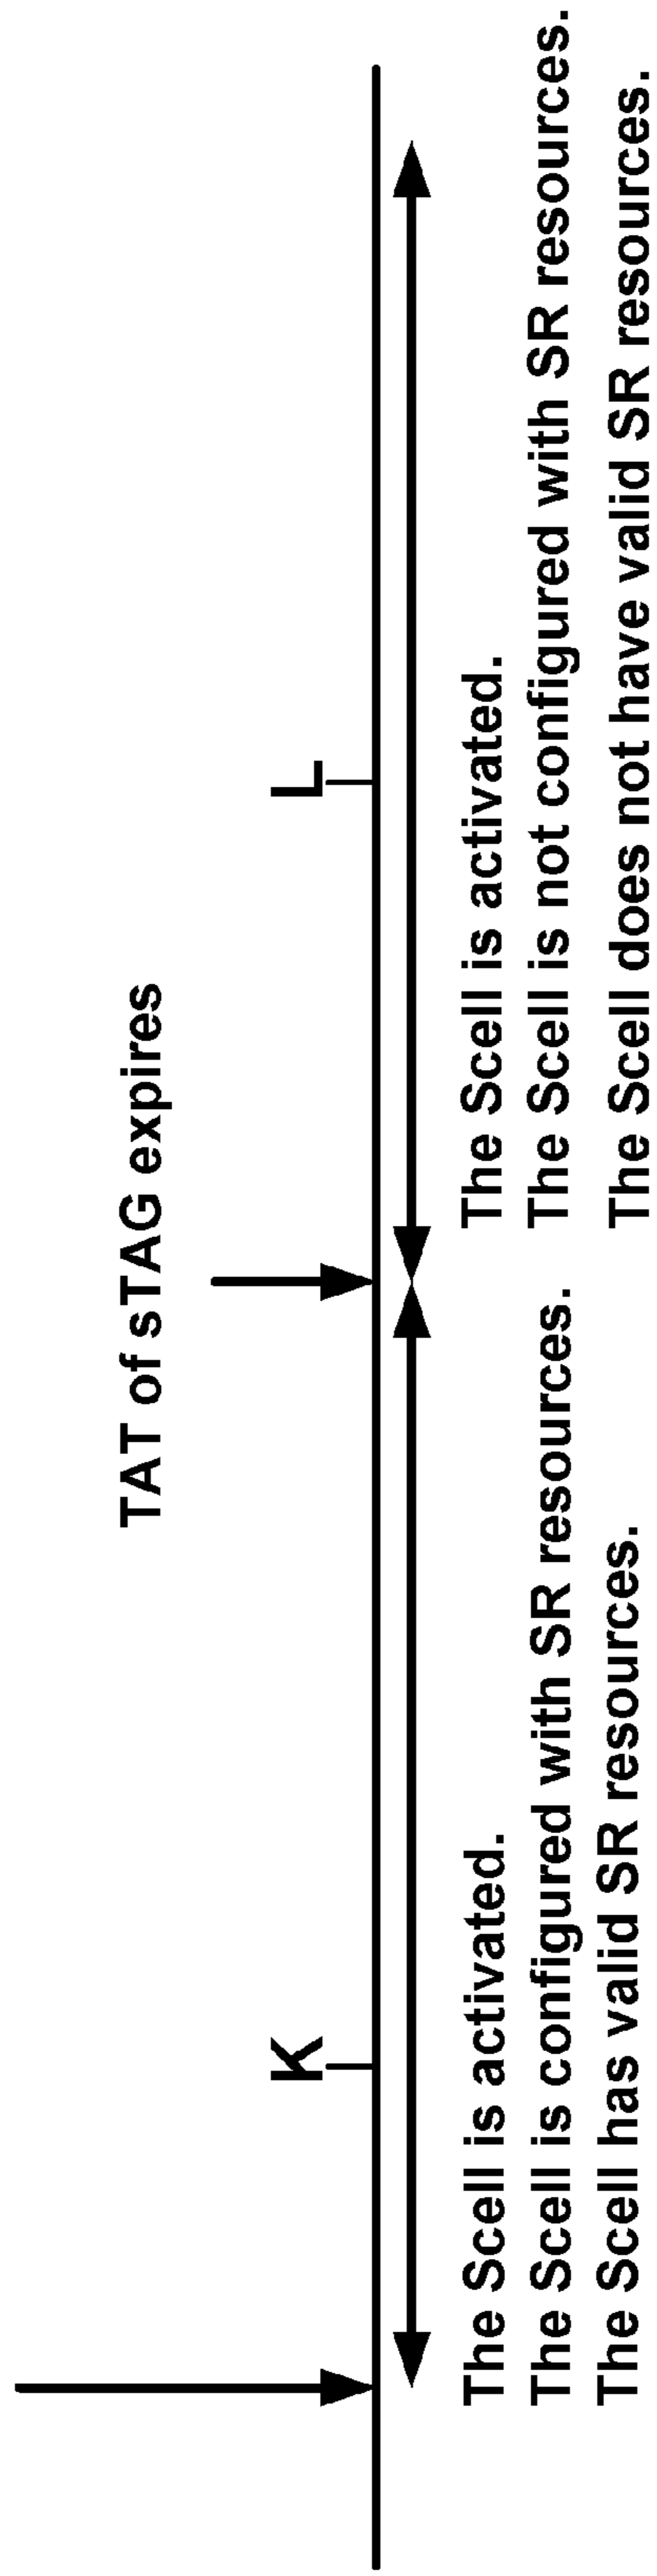 TAT of sTAG expires
K
L
The Scell is activated.
The Scell is configured with SR resources.
The Scell has valid SR resources.
The Scell is activated.
The Scell is not configured with SR resources.
The Scell does not have valid SR resources.